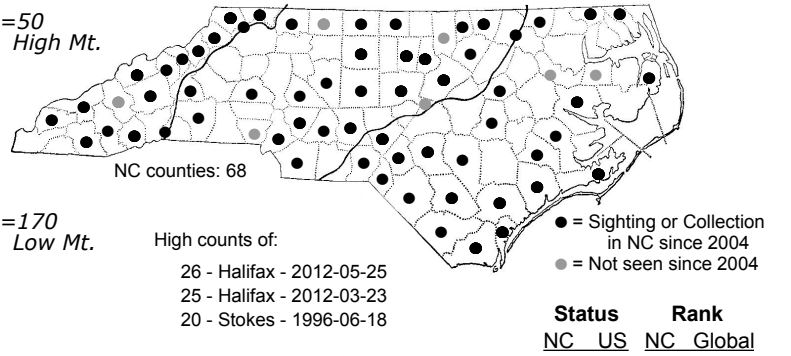 =50
High Mt.
NC counties: 68
=170
Low Mt.
High counts of:
26 - Halifax - 2012-05-25
25 - Halifax - 2012-03-23
20 - Stokes - 1996-06-18
= Sighting or Collection
in NC since 2004
= Not seen since 2004
Status Rank
NC US NC Global